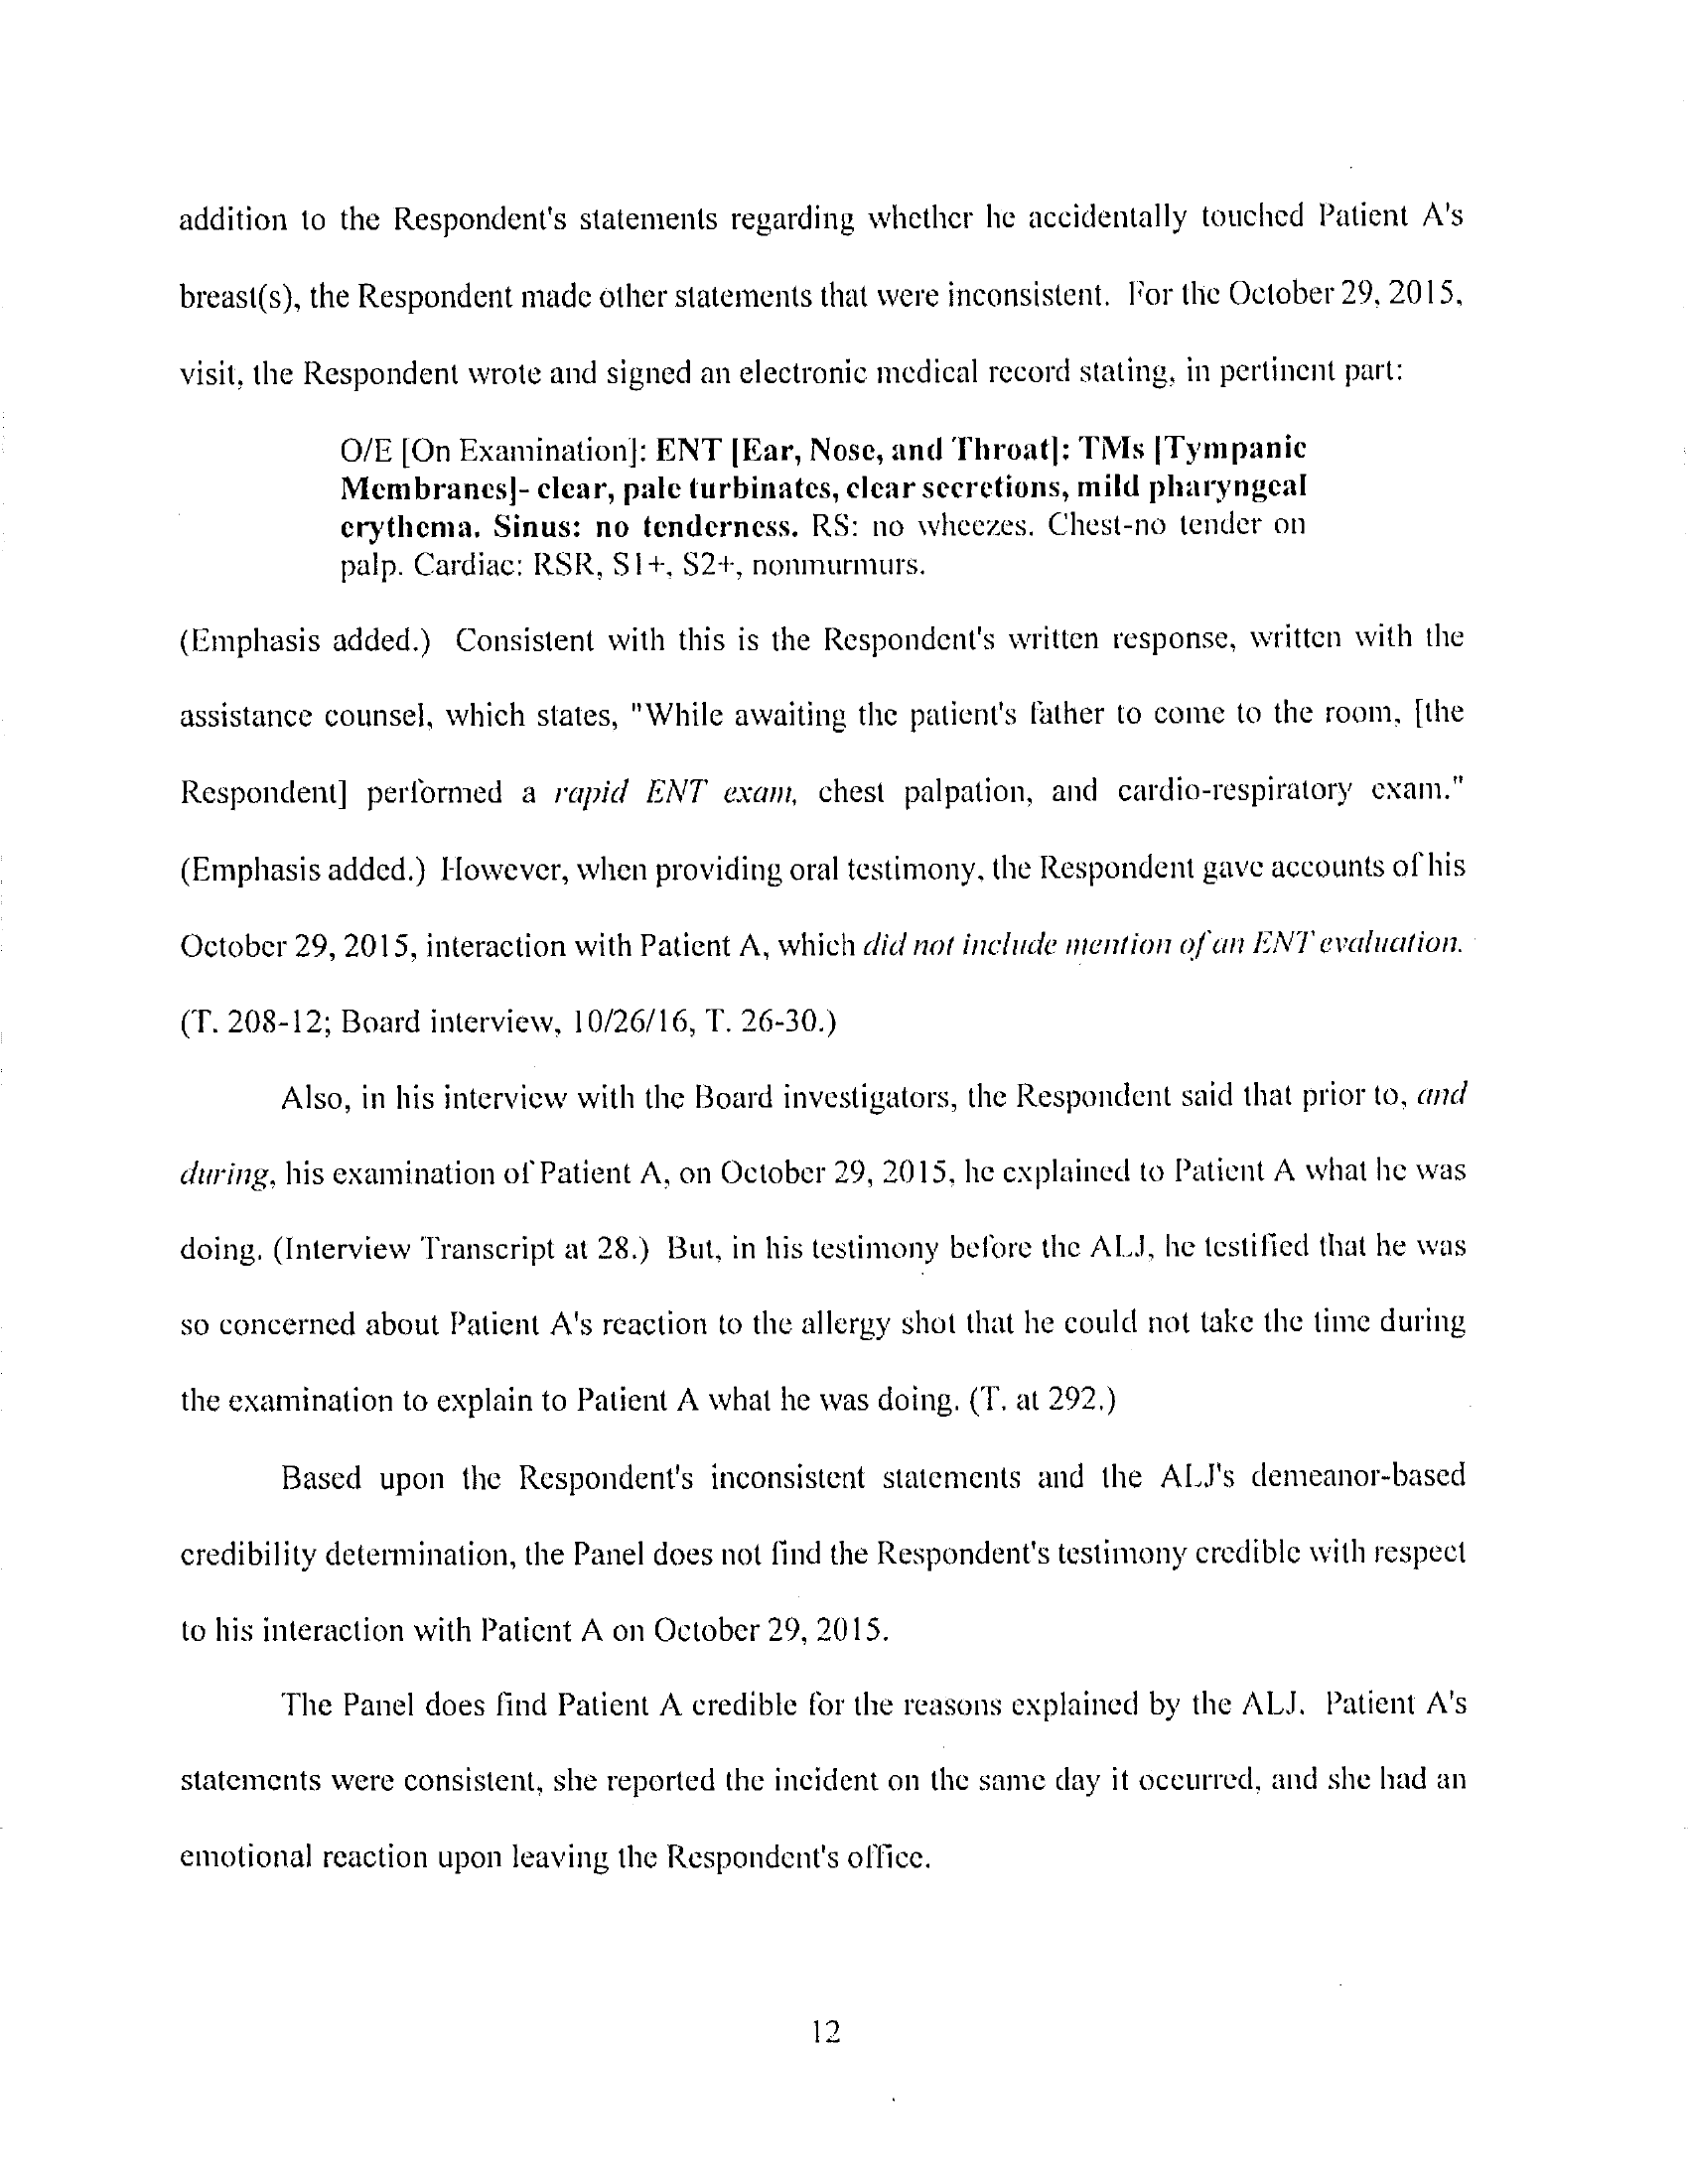 addition to the Respondent's statements regarding whether he accidentally touched Patient A's
breast(s), the Respondent made other statements that were inconsistent. For the October 29, 2015,
visit, the Respondent wrote and signed an electronic medical record stating, in pertinent part:
O/E [On Examination]: ENT [Ear, Nose, and Throat]: TMs [Tympanic
Membranes]- clear, pale turbinates, clear secretions, mild pharyngeal
erythema. Sinus: no tenderness. RS: no wheezes. Chest-no tender on
palp. Cardiac: RSR, S1+, S2+, nonmurmurs.
(Emphasis added.) Consistent with this is the Respondent's written response, written with the
assistance counsel, which states, "While awaiting the patient's father to come to the room, [the
Respondent] performed a rapid ENT exam, chest palpation, and cardio-respiratory exam."
(Emphasis added.) However, when providing oral testimony, the Respondent gave accounts of his
October 29, 2015, interaction with Patient A, which did not include mention of an ENT evaluation.
(T. 208-12; Board interview, 10/26/16, T. 26-30.)
Also, in his interview with the Board investigators, the Respondent said that prior to, and
during, his examination of Patient A, on October 29, 2015, he explained to Patient A what he was
doing. (Interview Transcript at 28.) But, in his testimony before the ALJ, he testified that he was
so concerned about Patient A's reaction to the allergy shot that he could not take the time during
the examination to explain to Patient A what he was doing. (T. at 292.)
Based upon the Respondent's inconsistent statements and the ALJ's demeanor-based
credibility determination, the Panel does not find the Respondent's testimony credible with respect
to his interaction with Patient A on October 29, 2015.
The Panel does find Patient A credible for the reasons explained by the ALJ. Patient A's
statements were consistent, she reported the incident on the same day it occurred, and she had an
emotional reaction upon leaving the Respondent's office.
12